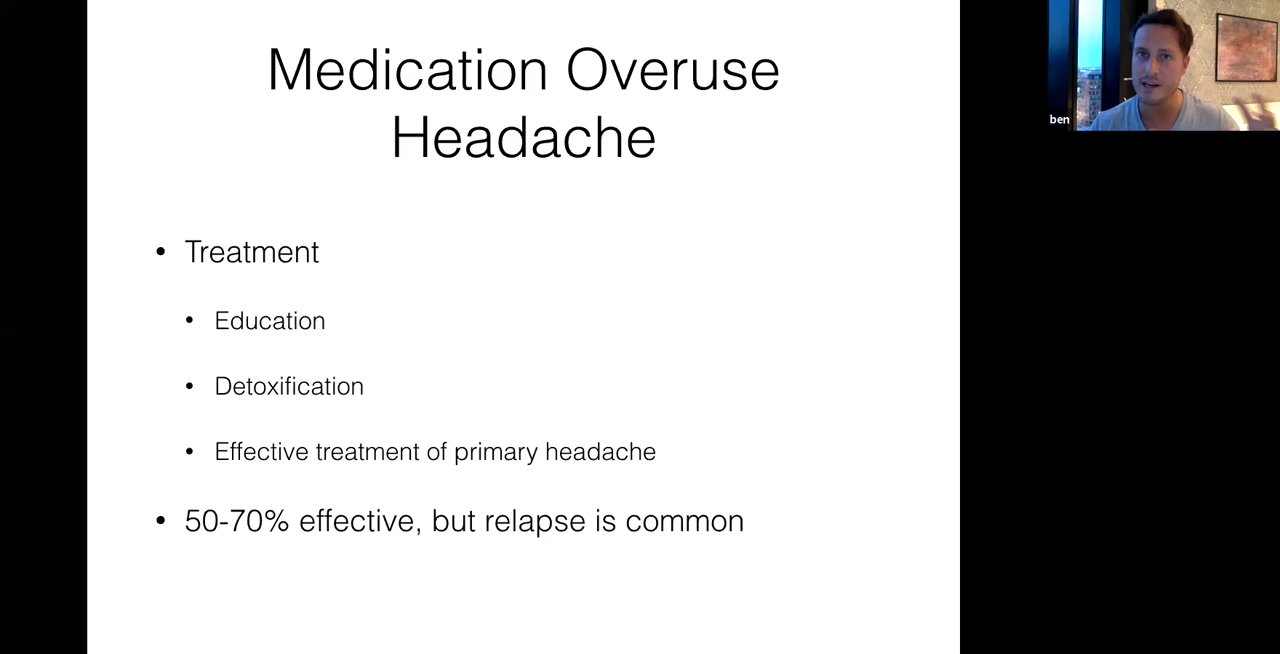 Medication Overuse
Headache
• Treatment
• Education
• Detoxification
• Effective treatment of primary headache
• 50-70% effective, but relapse is common
ben